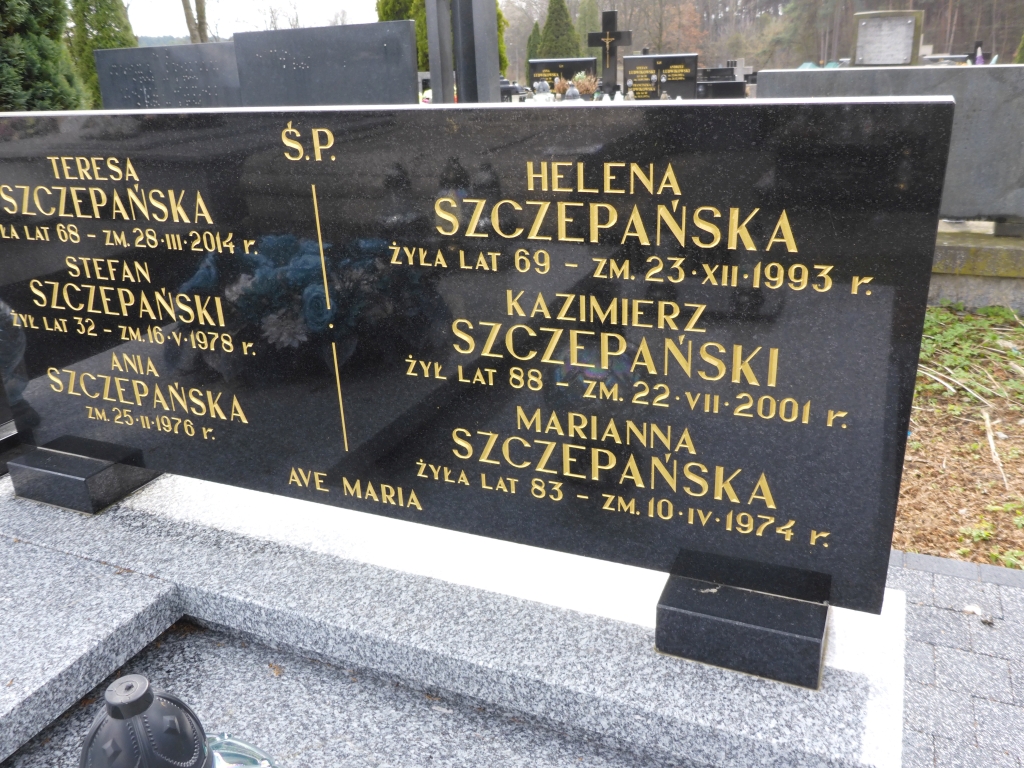 Ś.P.
TERESA
SZCZEPAŃSKA
ŻYŁA LAT 68 – ZM. 28·III·2014 r.
STEFAN
SZCZEPAŃSKI
ŻYŁ LAT 32 – ZM. 16·V·1978 r.
ANIA
SZCZEPAŃSKA
ZM. 25·II·1976 r.
HELENA
SZCZEPAŃSKA
ŻYŁA LAT 69 – ZM. 23·XII·1993 r.
KAZIMIERZ
SZCZEPAŃSKI
ŻYŁ LAT 88 – ZM. 22·VII·2001 r.
MARIANNA
SZCZEPAŃSKA
ŻYŁA LAT 83 – ZM. 10·IV·1974 r.
AVE MARIA